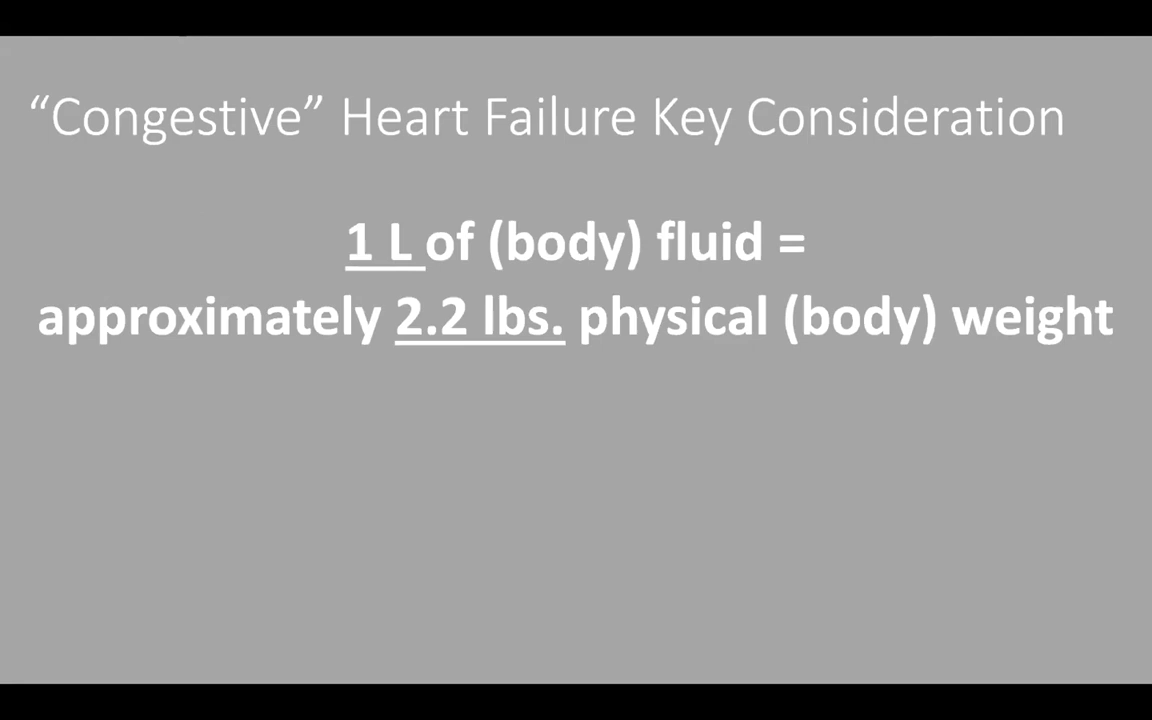 “Congestive” Heart Failure Key Consideration
1 L of (body) fluid =
approximately 2.2 lbs. physical (body) weight